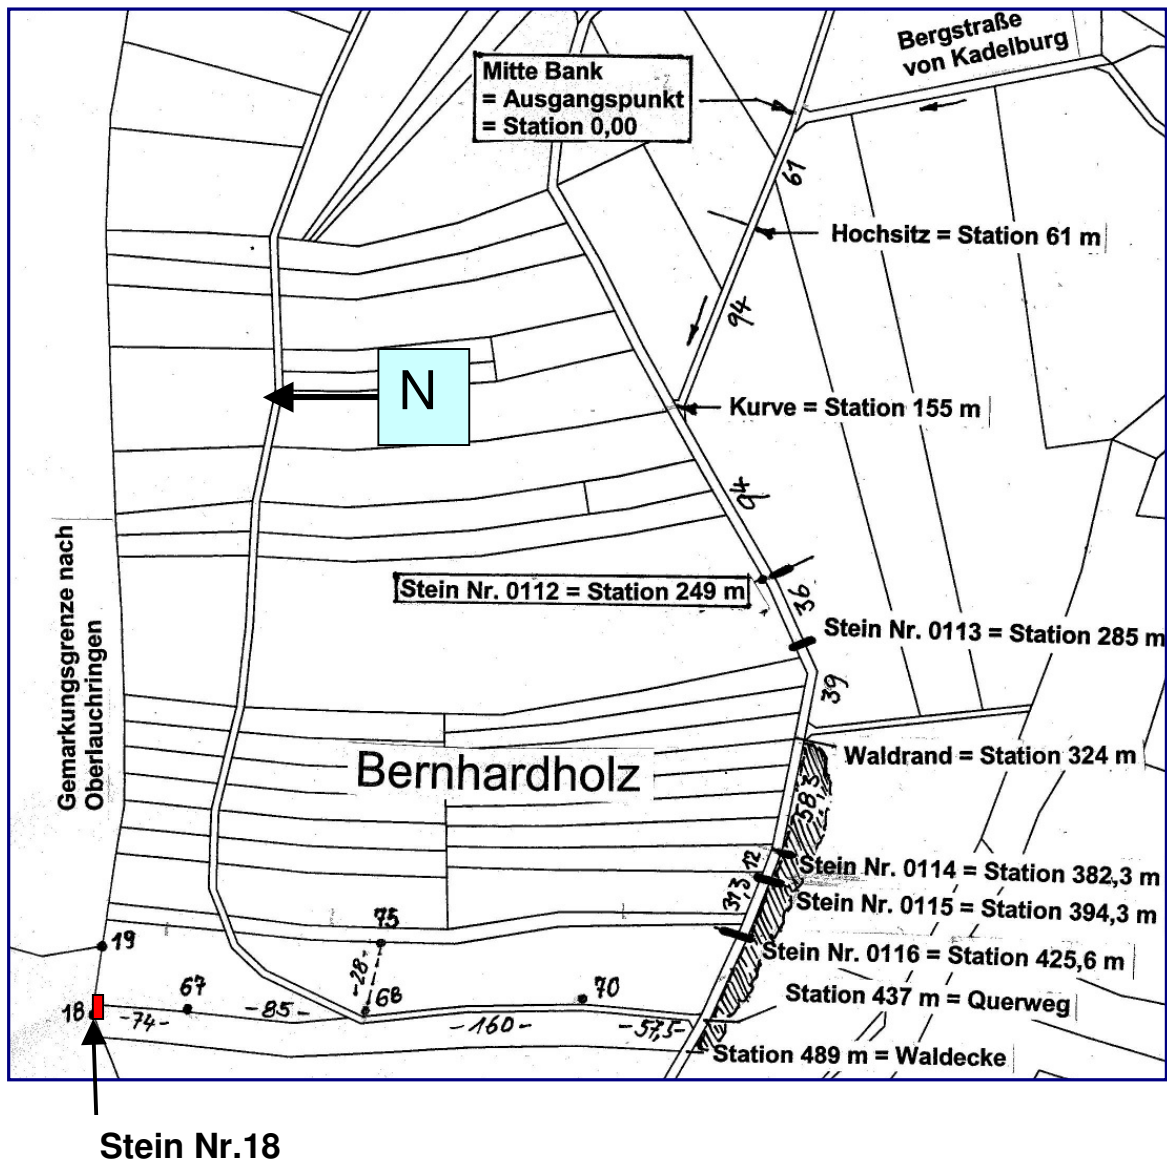 Bergstraße
von Kadelburg
Mitte Bank
= Ausgangspunkt
= Station 0,00
61
Hochsitz = Station 61 m
94
N
Kurve = Station 155 m
94
Gemarkungsgrenze nach
Oberlauchringen
Stein Nr. 0112 = Station 249 m
36
Stein Nr. 0113 = Station 285 m
39
Waldrand = Station 324 m
Bernhardholz
58,3
12
Stein Nr. 0114 = Station 382,3 m
31,3
Stein Nr. 0115 = Station 394,3 m
75
19
Stein Nr. 0116 = Station 425,6 m
-28-
67
68
70
Station 437 m = Querweg
18
-74-
-85-
-160-
-57,5-
Station 489 m = Waldecke
Stein Nr.18